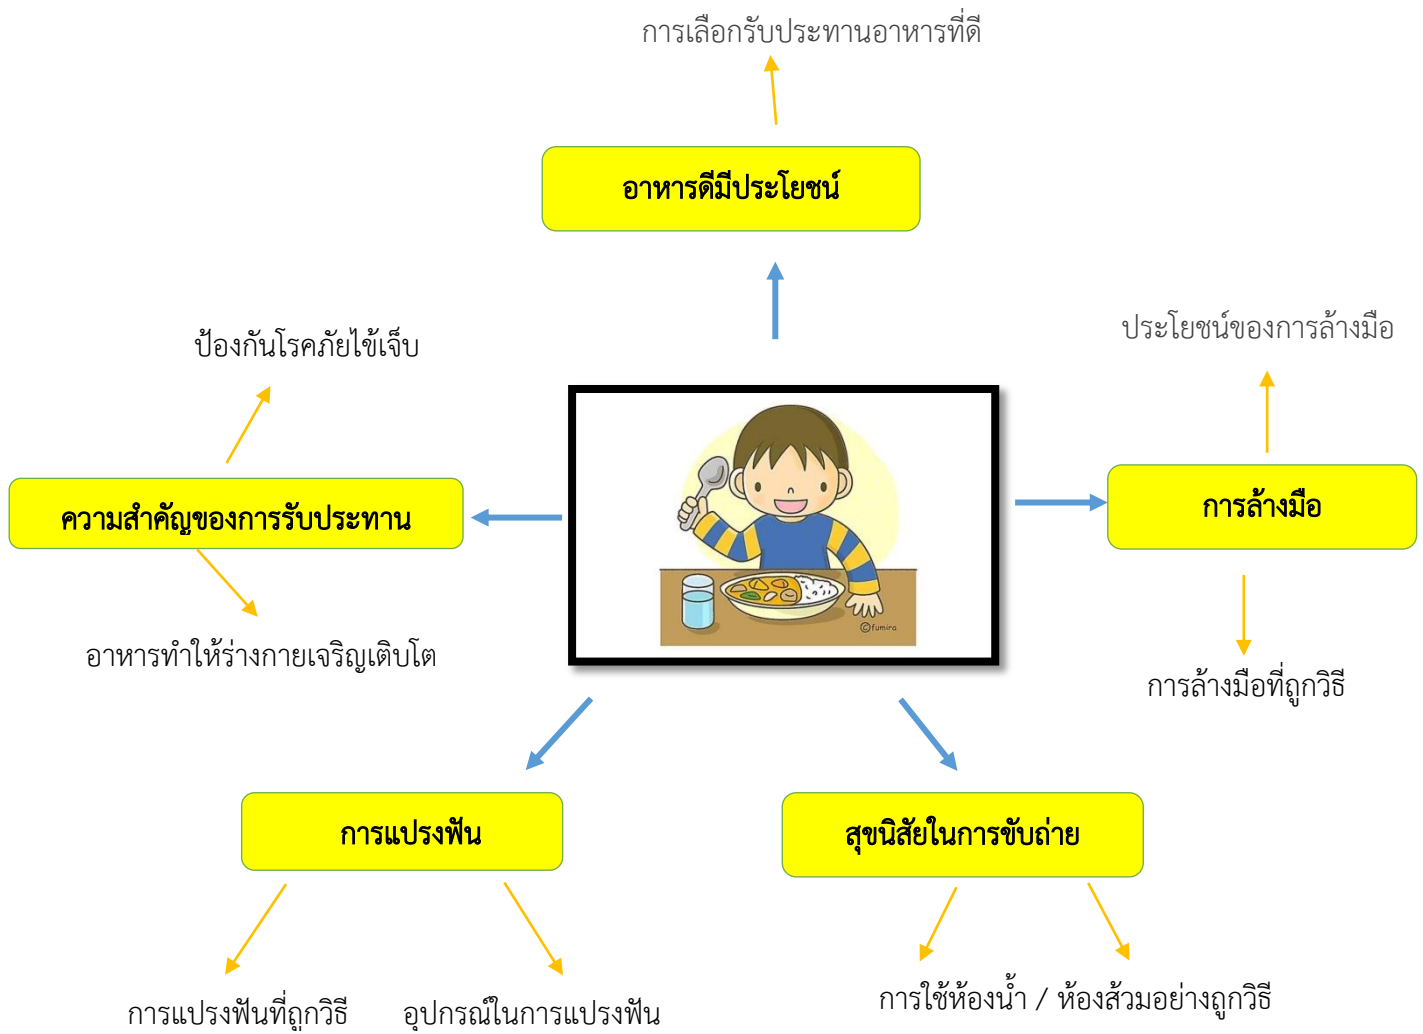 การเลือกรับประทานอาหารที่ดี
อาหารดีมีประโยชน์
ป้องกันโรคภัยไข้เจ็บ
ประโยชน์ของการล้างมือ
ความสำคัญของการรับประทาน
การล้างมือ
©fumira
อาหารทำให้ร่างกายเจริญเติบโต
การล้างมือที่ถูกวิธี
การแปรงฟัน
สุขนิสัยในการขับถ่าย
การแปรงฟันที่ถูกวิธี
อุปกรณ์ในการแปรงฟัน
การใช้ห้องน้ำ / ห้องส้วมอย่างถูกวิธี